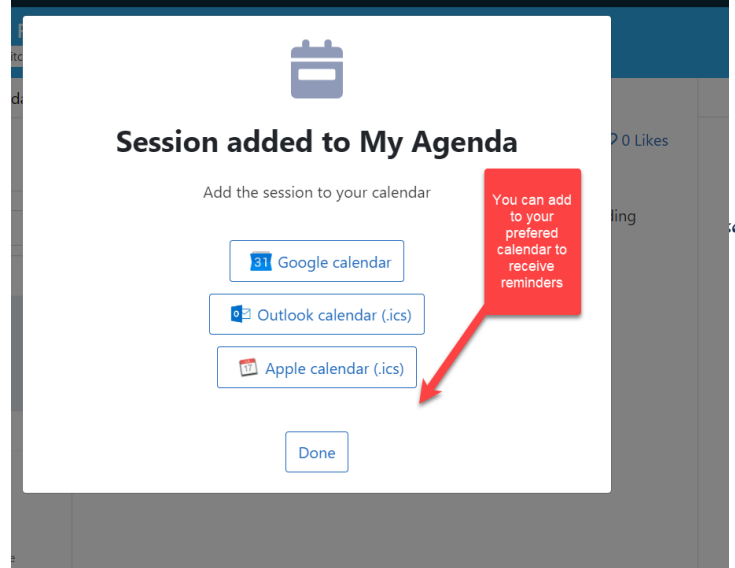 Session added to My Agenda
0 Likes
Add the session to your calendar
You can add
to your
prefered
calendar to
receive
reminders
31 Google calendar
Outlook calendar (.ics)
17 Apple calendar (.ics)
Done